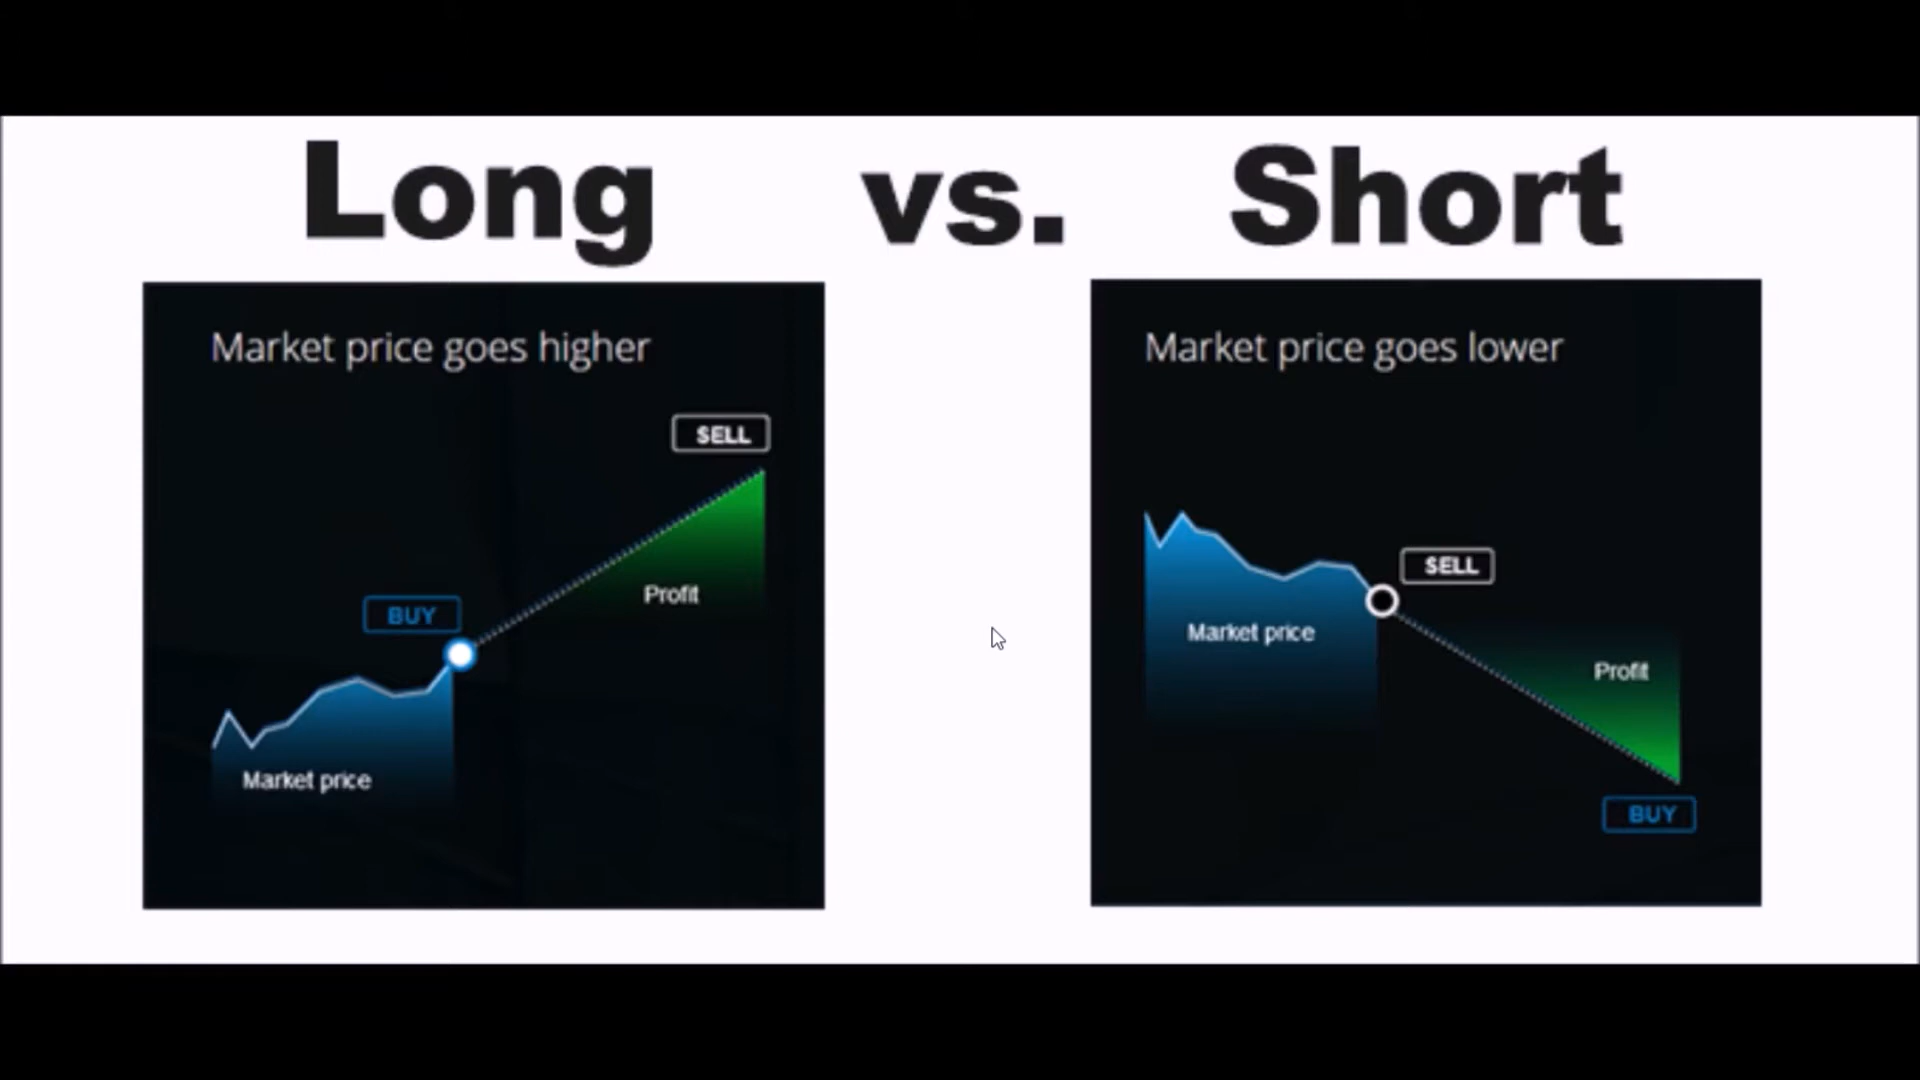 Long vs. Short
Market price goes higher
SELL
Profit
BUY
Market price
Market price goes lower
SELL
Market price
Profit
BUY